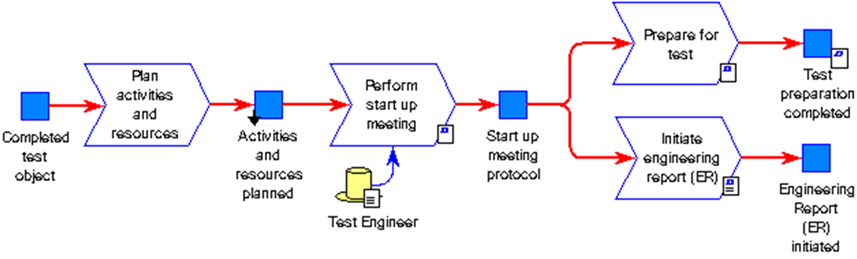 Completed
test
object
Plan
activities
and
resources
Activities
and
resources
planned
Perform
start up
meeting
Test Engineer
Start up
meeting
protocol
Prepare for
test
Test
preparation
completed
Initiate
engineering
report (ER)
Engineering
Report
(ER)
initiated